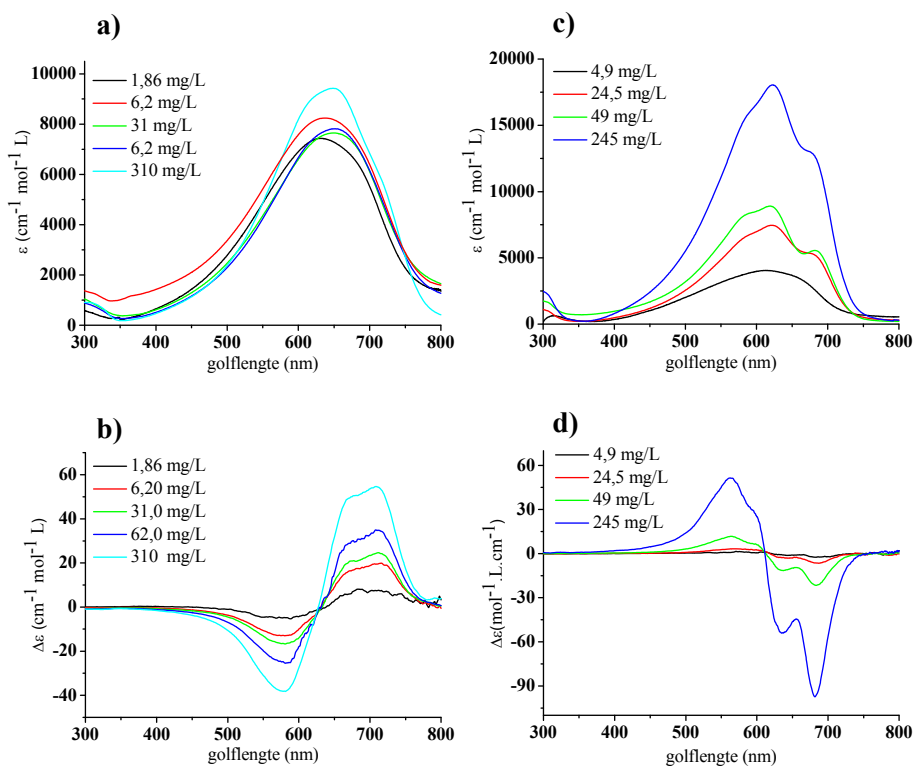 a)
1,86 mg/L
6,2 mg/L
31 mg/L
6,2 mg/L
310 mg/L
10000
8000
6000
4000
2000
0
ε (cm⁻¹ mol⁻¹ L)
300 400 500 600 700 800
golflengte (nm)
c)
4,9 mg/L
24,5 mg/L
49 mg/L
245 mg/L
20000
15000
10000
5000
0
ε (cm⁻¹ mol⁻¹ L)
300 400 500 600 700 800
golflengte (nm)
b)
1,86 mg/L
6,20 mg/L
31,0 mg/L
62,0 mg/L
310 mg/L
60
40
20
0
-20
-40
Δε (cm⁻¹ mol⁻¹ L)
300 400 500 600 700 800
golflengte (nm)
d)
4,9 mg/L
24,5 mg/L
49 mg/L
245 mg/L
60
30
0
-30
-60
-90
Δε(mol⁻¹.L.cm⁻¹)
300 400 500 600 700 800
golflengte (nm)